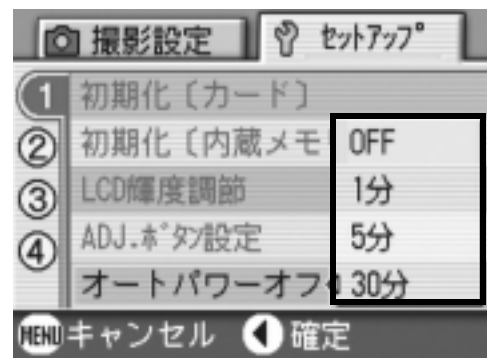 撮影設定 セットアップ
1 初期化〔カード〕
2 初期化〔内蔵メモ OFF
3 LCD輝度調節 1分
4 ADJ.ボタン設定 5分
オートパワーオフ 30分
MENU キャンセル 確定